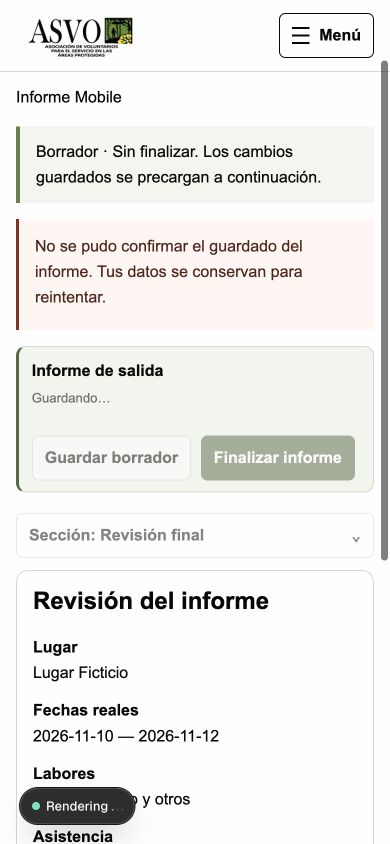 ASVO
ASOCIACIÓN DE VOLUNTARIOS
PARA EL SERVICIO EN LAS
ÁREAS PROTEGIDAS
Menú
Informe Mobile
Borrador · Sin finalizar. Los cambios
guardados se precargan a continuación.
No se pudo confirmar el guardado del
informe. Tus datos se conservan para
reintentar.
Informe de salida
Guardando…
Guardar borrador
Finalizar informe
Sección: Revisión final
Revisión del informe
Lugar
Lugar Ficticio
Fechas reales
2026-11-10 — 2026-11-12
Labores
y otros
Rendering ...
Asistencia